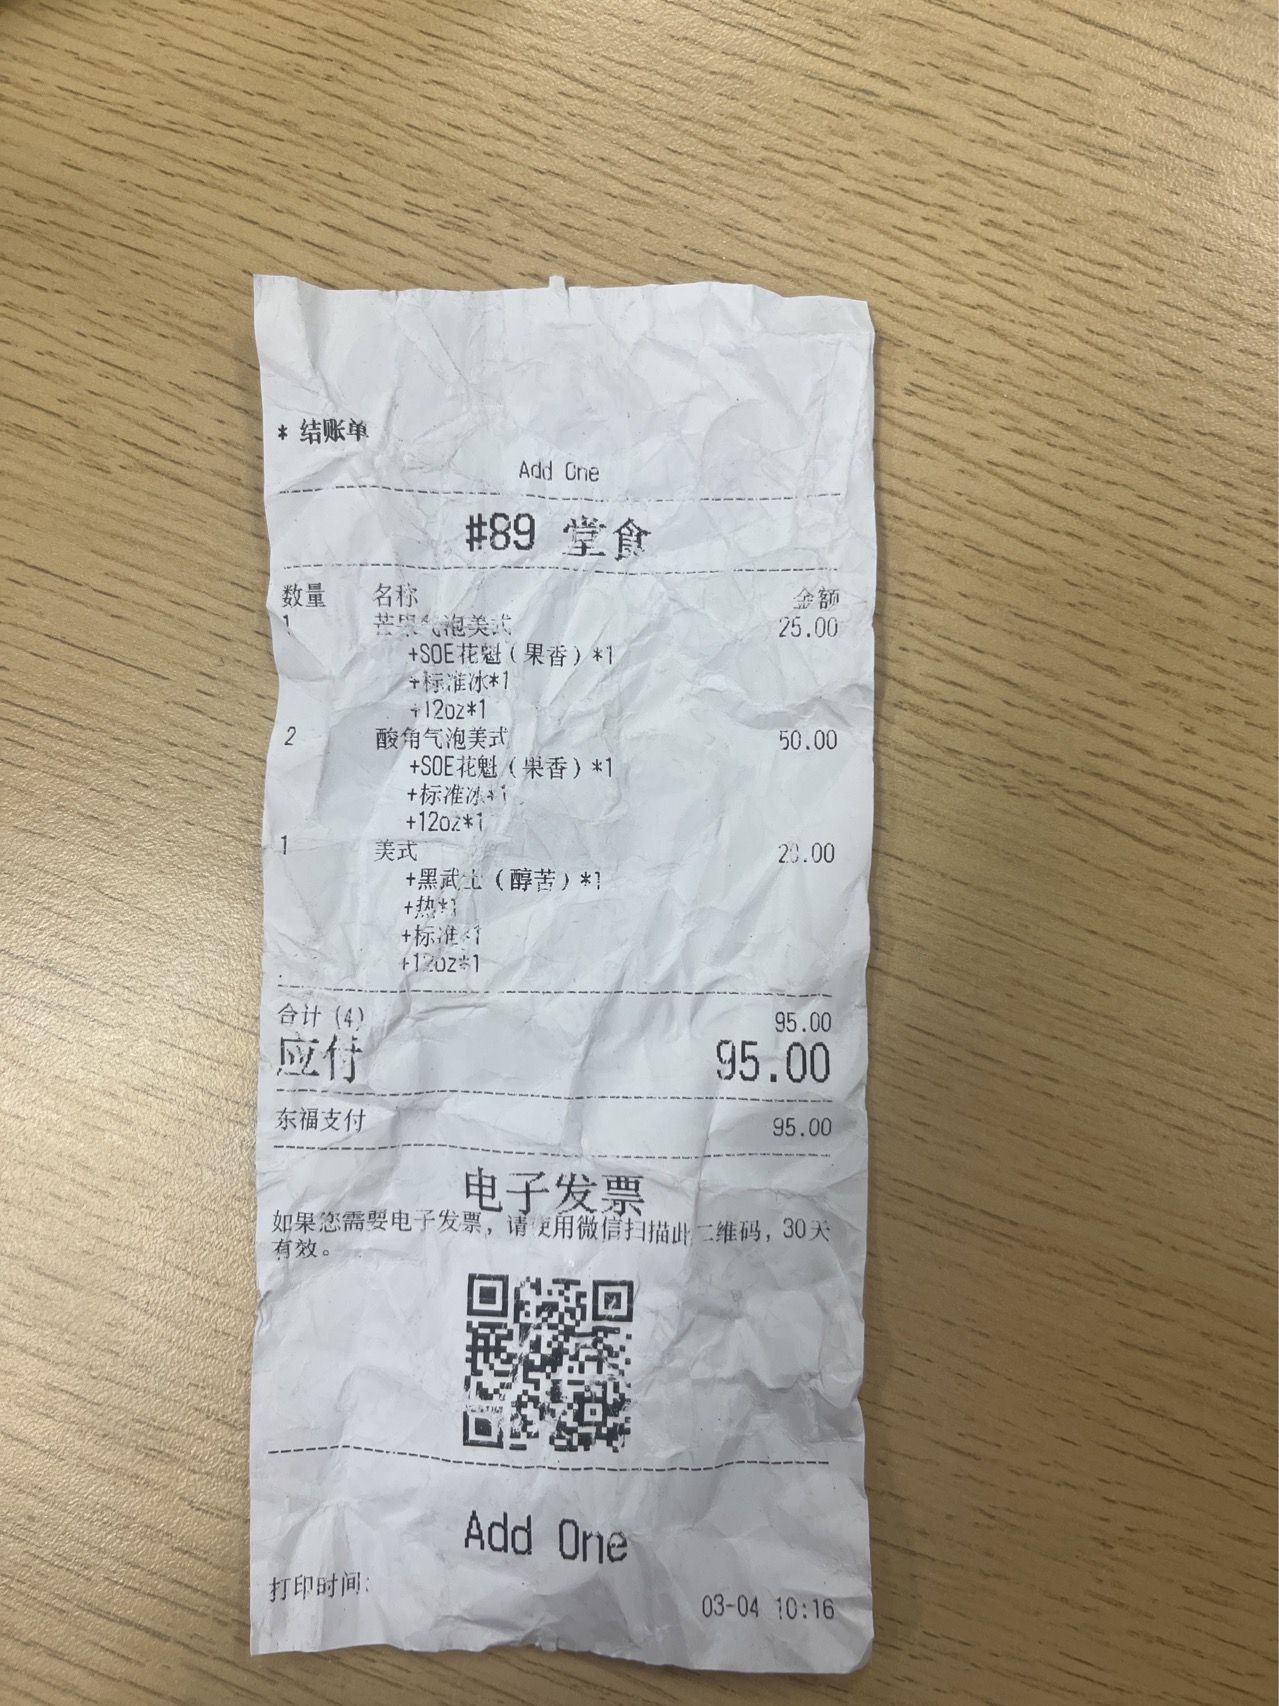 * 结账单
Add One
#89 堂食
数量 名称 金额
1 芒果气泡美式 25.00
+SOE花魁（果香）*1
+标准冰*1
+12oz*1
2 酸角气泡美式 50.00
+SOE花魁（果香）*1
+标准冰*1
+12oz*1
1 美式 20.00
+黑武士（醇苦）*1
+热*1
+标准*1
+12oz*1
合计 (4) 95.00
应付 95.00
东福支付 95.00
电子发票
如果您需要电子发票，请使用微信扫描此二维码，30天
有效。
Add One
打印时间: 03-04 10:16